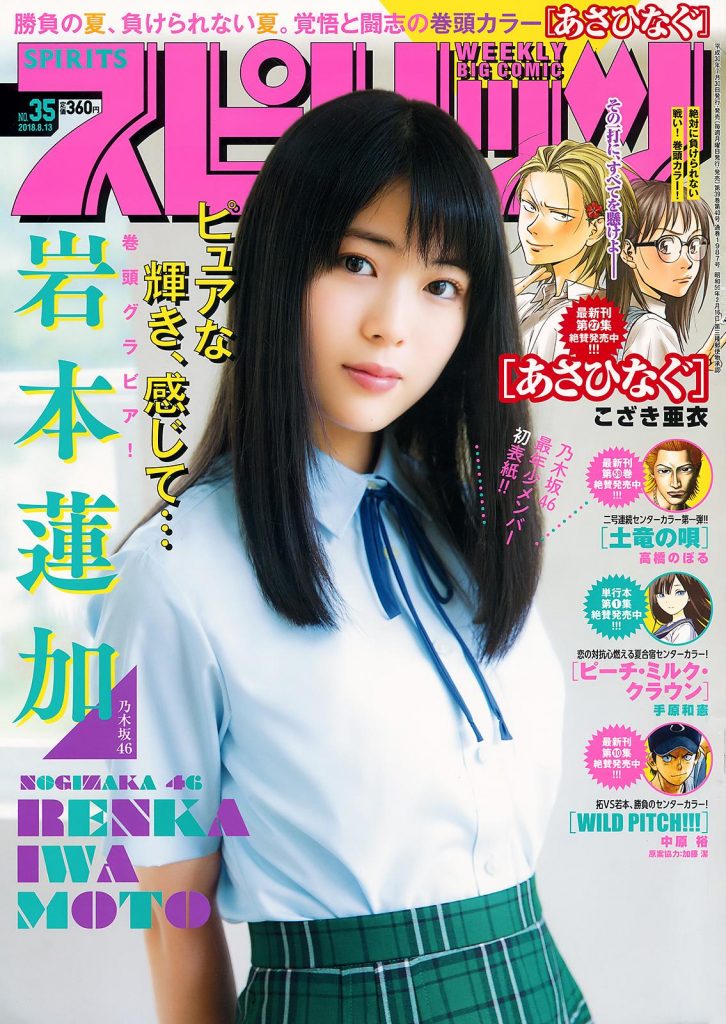 勝負の夏、負けられない夏。覚悟と闘志の巻頭カラー[あさひなぐ]
SPIRITS
WEEKLY
BIG COMIC
スピリッツ
NO.35
2018.8.13
定価360円
絶対に負けられない
戦い！巻頭カラー！
その一打に、すべてを懸けよ——
最新刊
第27集
絶賛発売中
!!!
[あさひなぐ]
こざき亜衣
ピュアな
輝き、感じて…
巻頭グラビア！
岩本蓮加
乃木坂46
NOGIZAKA 46
RENKA
IWA
MOTO
乃木坂46
最年少メンバー
初表紙!!
最新刊
絶賛発売中
!!!
二号連続センターカラー第一弾!!
[土竜の唄]
高橋のぼる
単行本
第1集
絶賛発売中
!!!
恋の対抗心燃える夏合宿センターカラー!
[ピーチ・ミルク・
クラウン]
手原和憲
最新刊
第10集
絶賛発売中
!!!
拓VS若本、勝負のセンターカラー!
[WILD PITCH!!!]
中原 裕
原案協力:加藤 潔